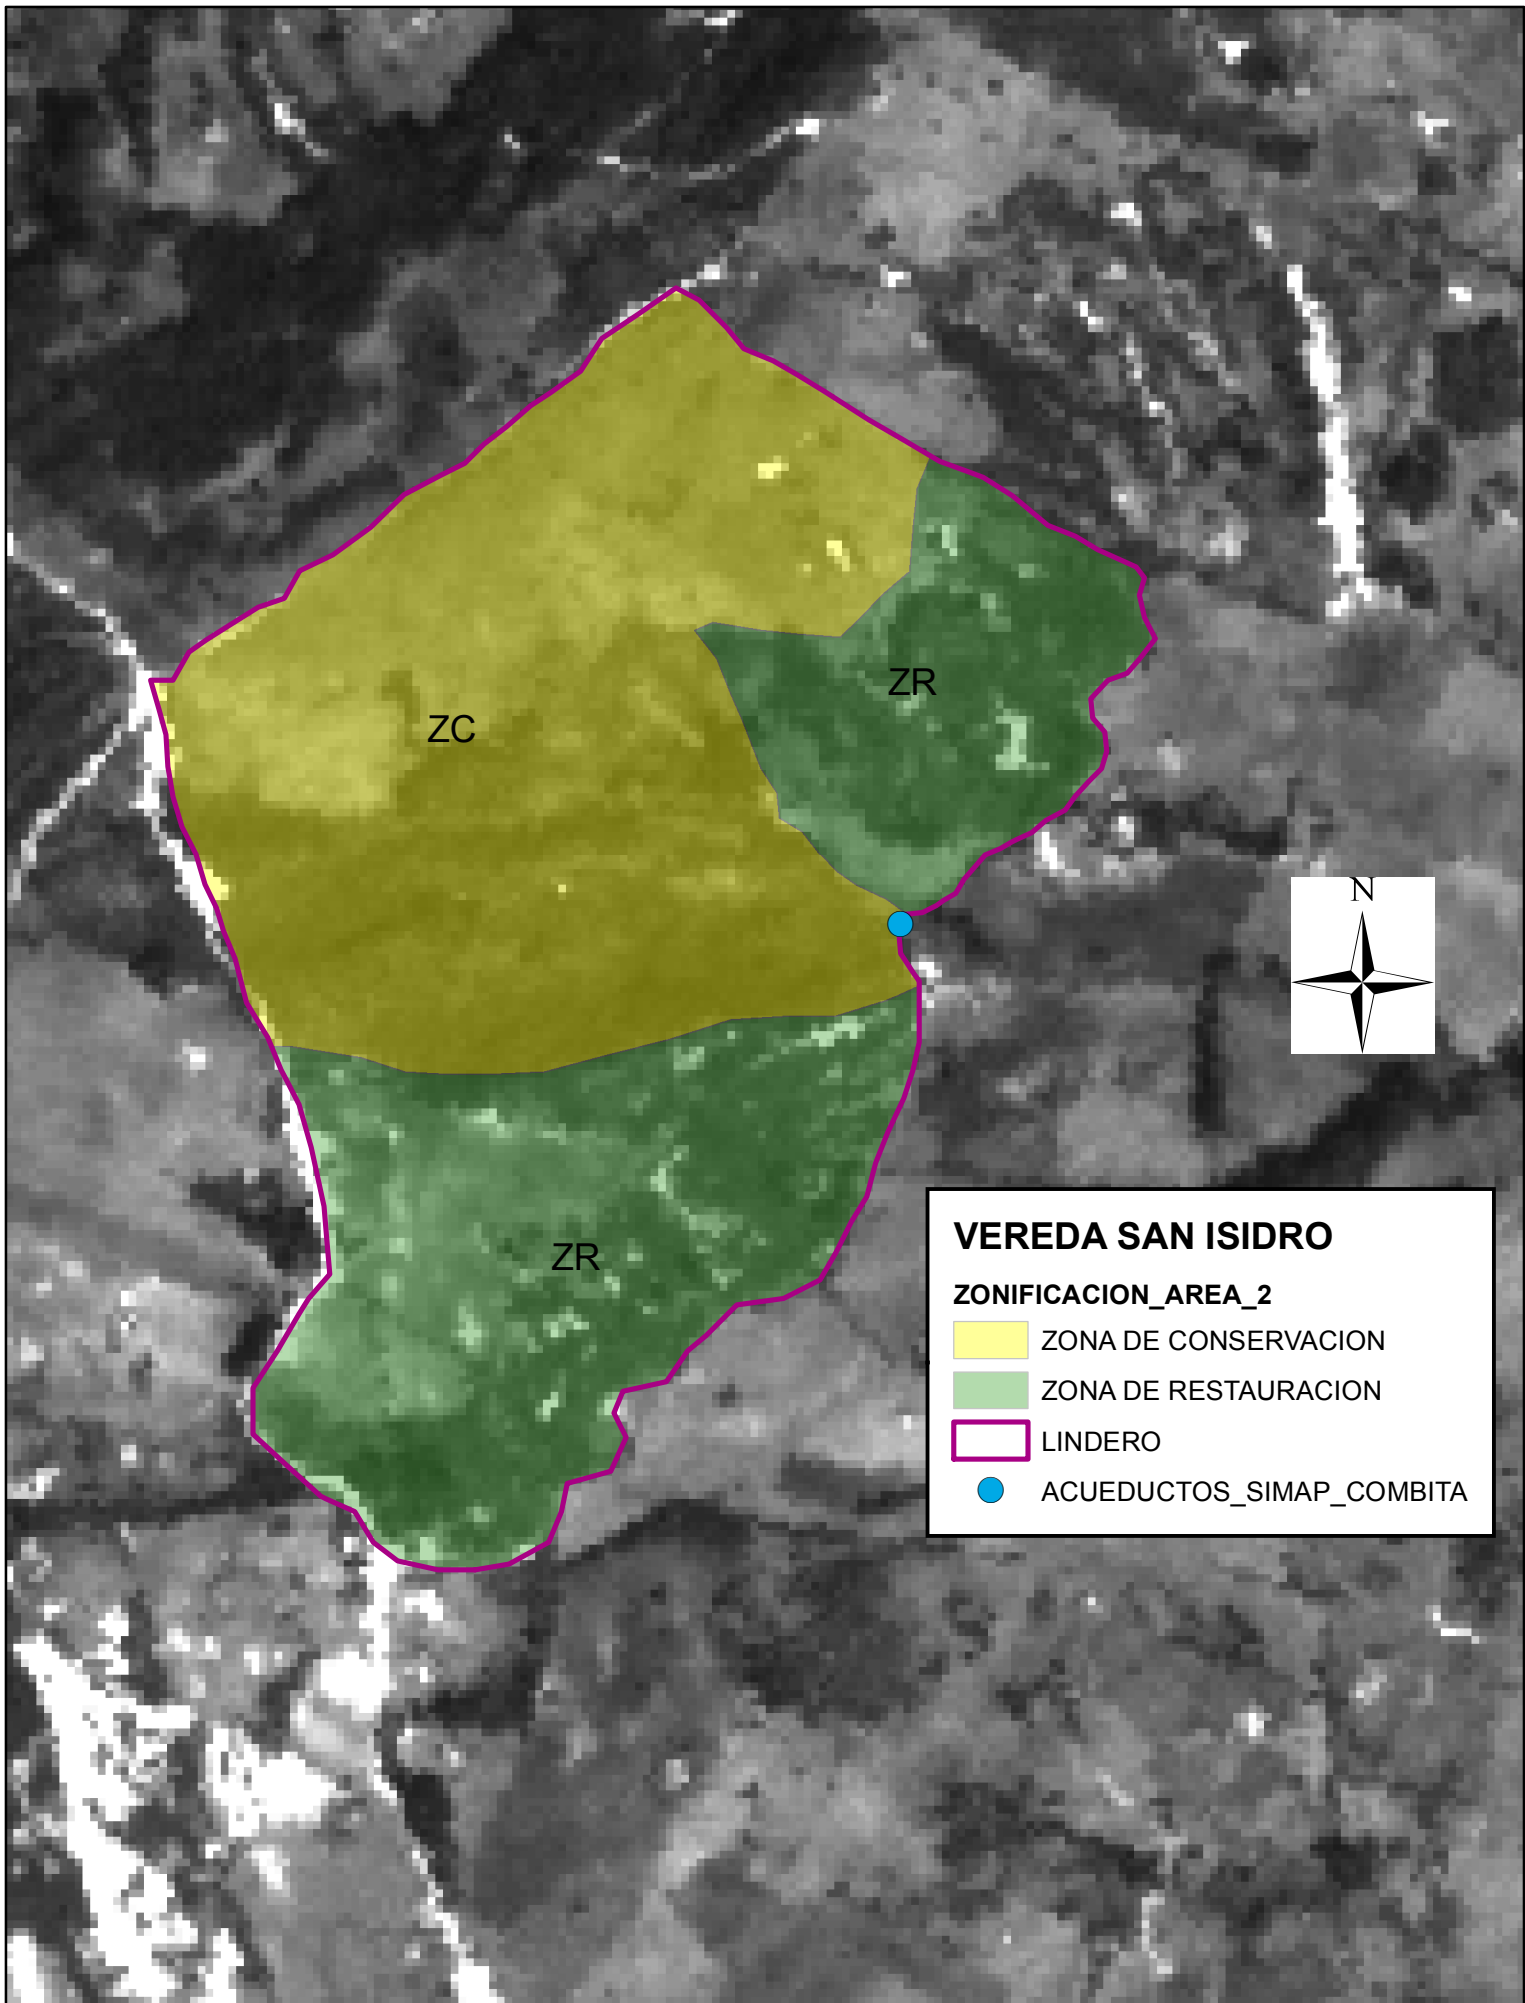 ZR
ZC
N
ZR
VEREDA SAN ISIDRO
ZONIFICACION_AREA_2
ZONA DE CONSERVACION
ZONA DE RESTAURACION
LINDERO
ACUEDUCTOS_SIMAP_COMBITA